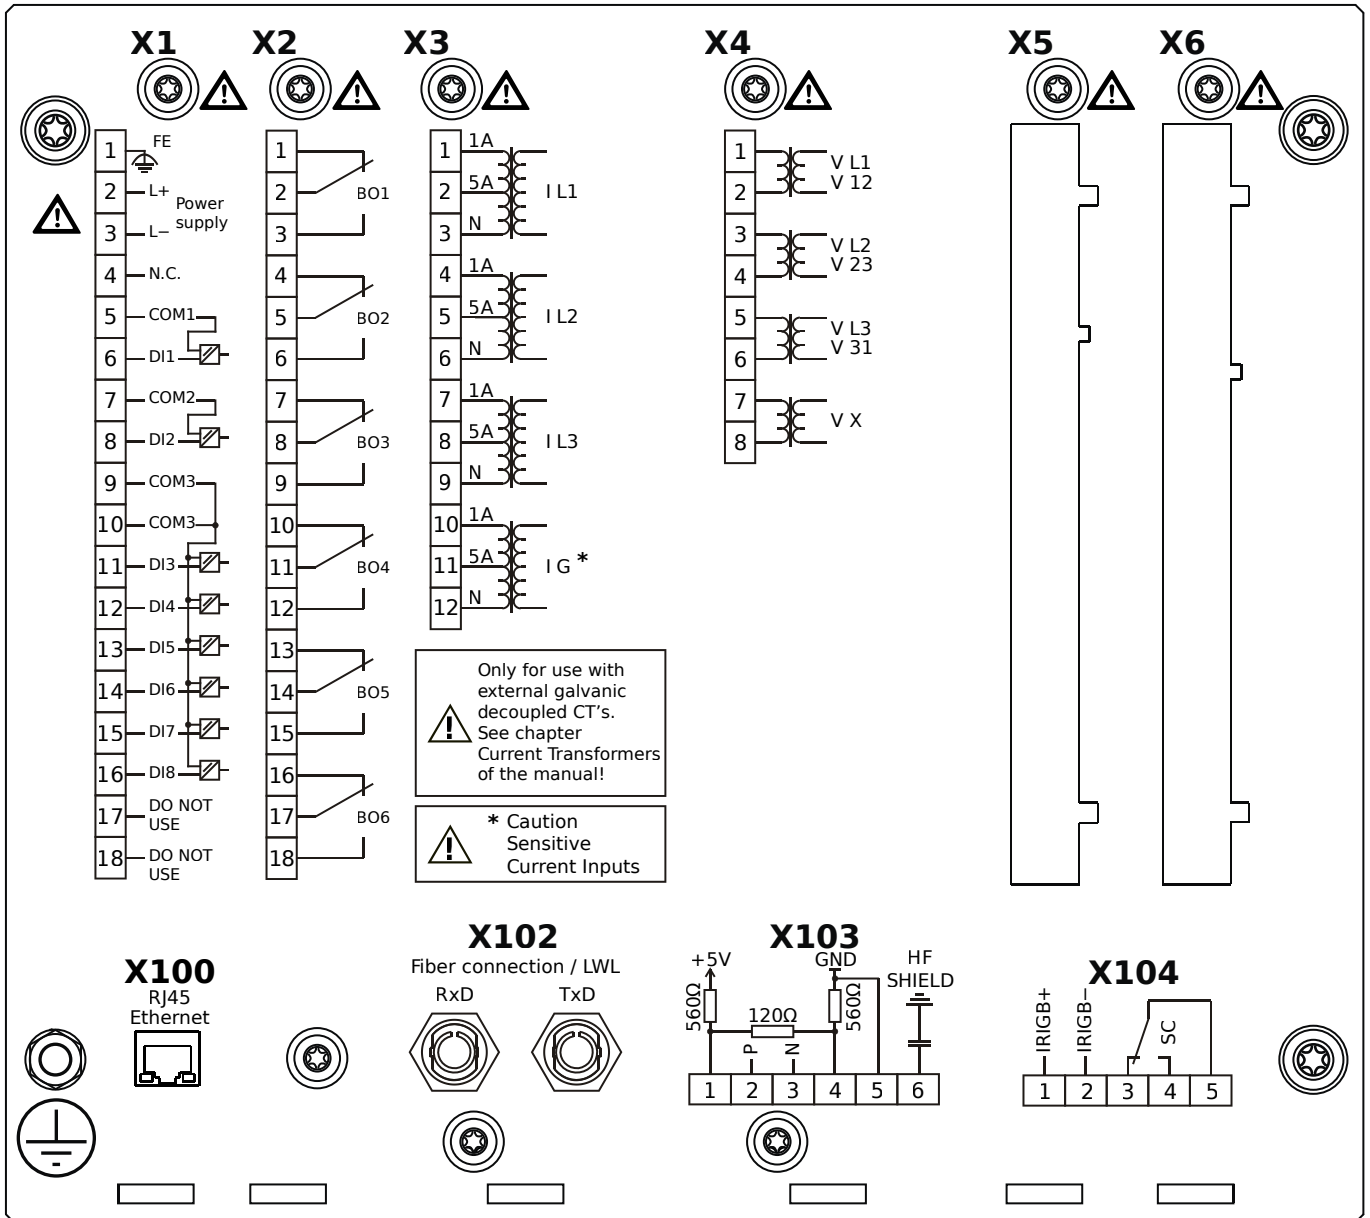 X1 X2 X3 X4 X5 X6
1 FE
2 L+
Power
supply
3 L−
4 N.C.
5 COM1
6 DI1
7 COM2
8 DI2
9 COM3
10 COM3
11 DI3
12 DI4
13 DI5
14 DI6
15 DI7
16 DI8
17 DO NOT
USE
18 DO NOT
USE
1
2 BO1
3
4
5 BO2
6
7
8 BO3
9
10
11 BO4
12
13
14 BO5
15
16
17 BO6
18
1 1A
2 5A I L1
3 N
4 1A
5 5A I L2
6 N
7 1A
8 5A I L3
9 N
10 1A
11 5A I G *
12 N
Only for use with
external galvanic
decoupled CT's.
See chapter
Current Transformers
of the manual!
* Caution
Sensitive
Current Inputs
1 V L1
2 V 12
3 V L2
4 V 23
5 V L3
6 V 31
7 V X
8
X100
RJ45
Ethernet
X102
Fiber connection / LWL
RxD TxD
X103
+5V GND HF
SHIELD
560Ω 120Ω 560Ω
P N
1 2 3 4 5 6
X104
IRIGB+ IRIGB− SC
1 2 3 4 5